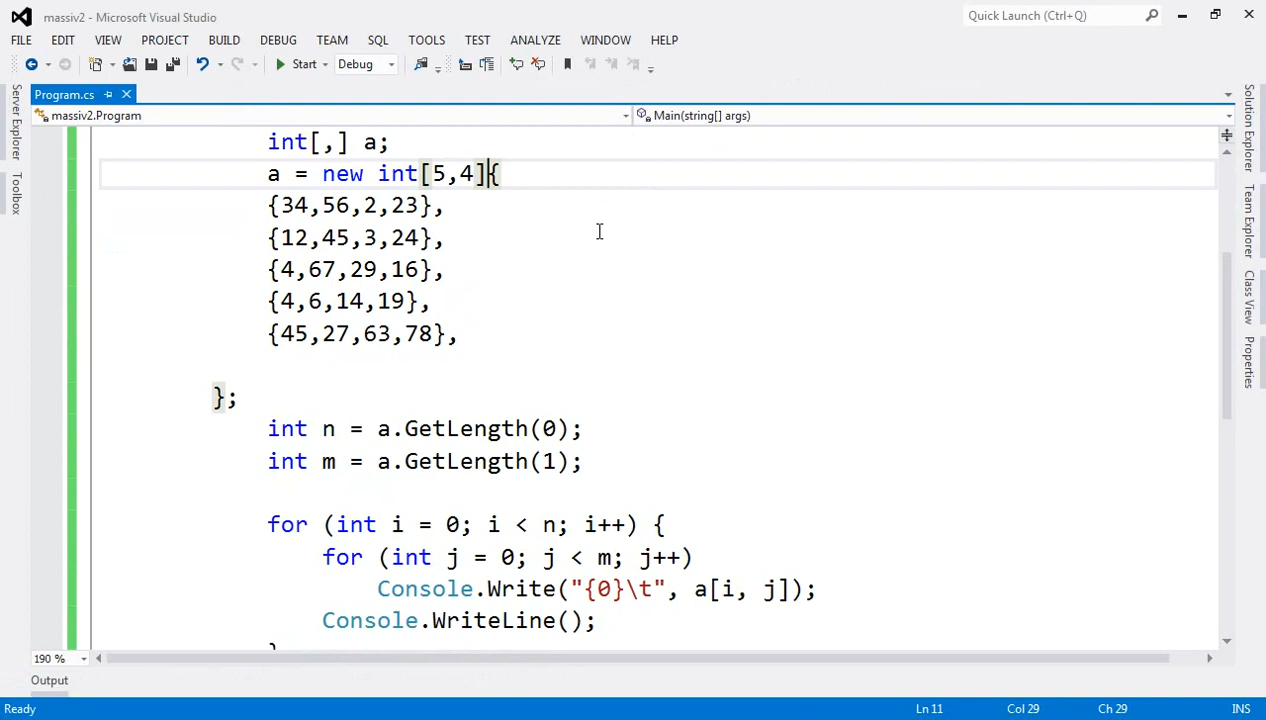 massiv2 - Microsoft Visual Studio
Quick Launch (Ctrl+Q)
FILE EDIT VIEW PROJECT BUILD DEBUG TEAM SQL TOOLS TEST ANALYZE WINDOW HELP
Start Debug
Server Explorer
Toolbox
Program.cs
massiv2.Program
Main(string[] args)
int[,] a;
a = new int[5,4]{
{34,56,2,23},
{12,45,3,24},
{4,67,29,16},
{4,6,14,19},
{45,27,63,78},
};
int n = a.GetLength(0);
int m = a.GetLength(1);
for (int i = 0; i < n; i++) {
for (int j = 0; j < m; j++)
Console.Write("{0}\t", a[i, j]);
Console.WriteLine();
Solution Explorer
Team Explorer
Class View
Properties
190 %
Output
Ready
Ln 11 Col 29 Ch 29 INS